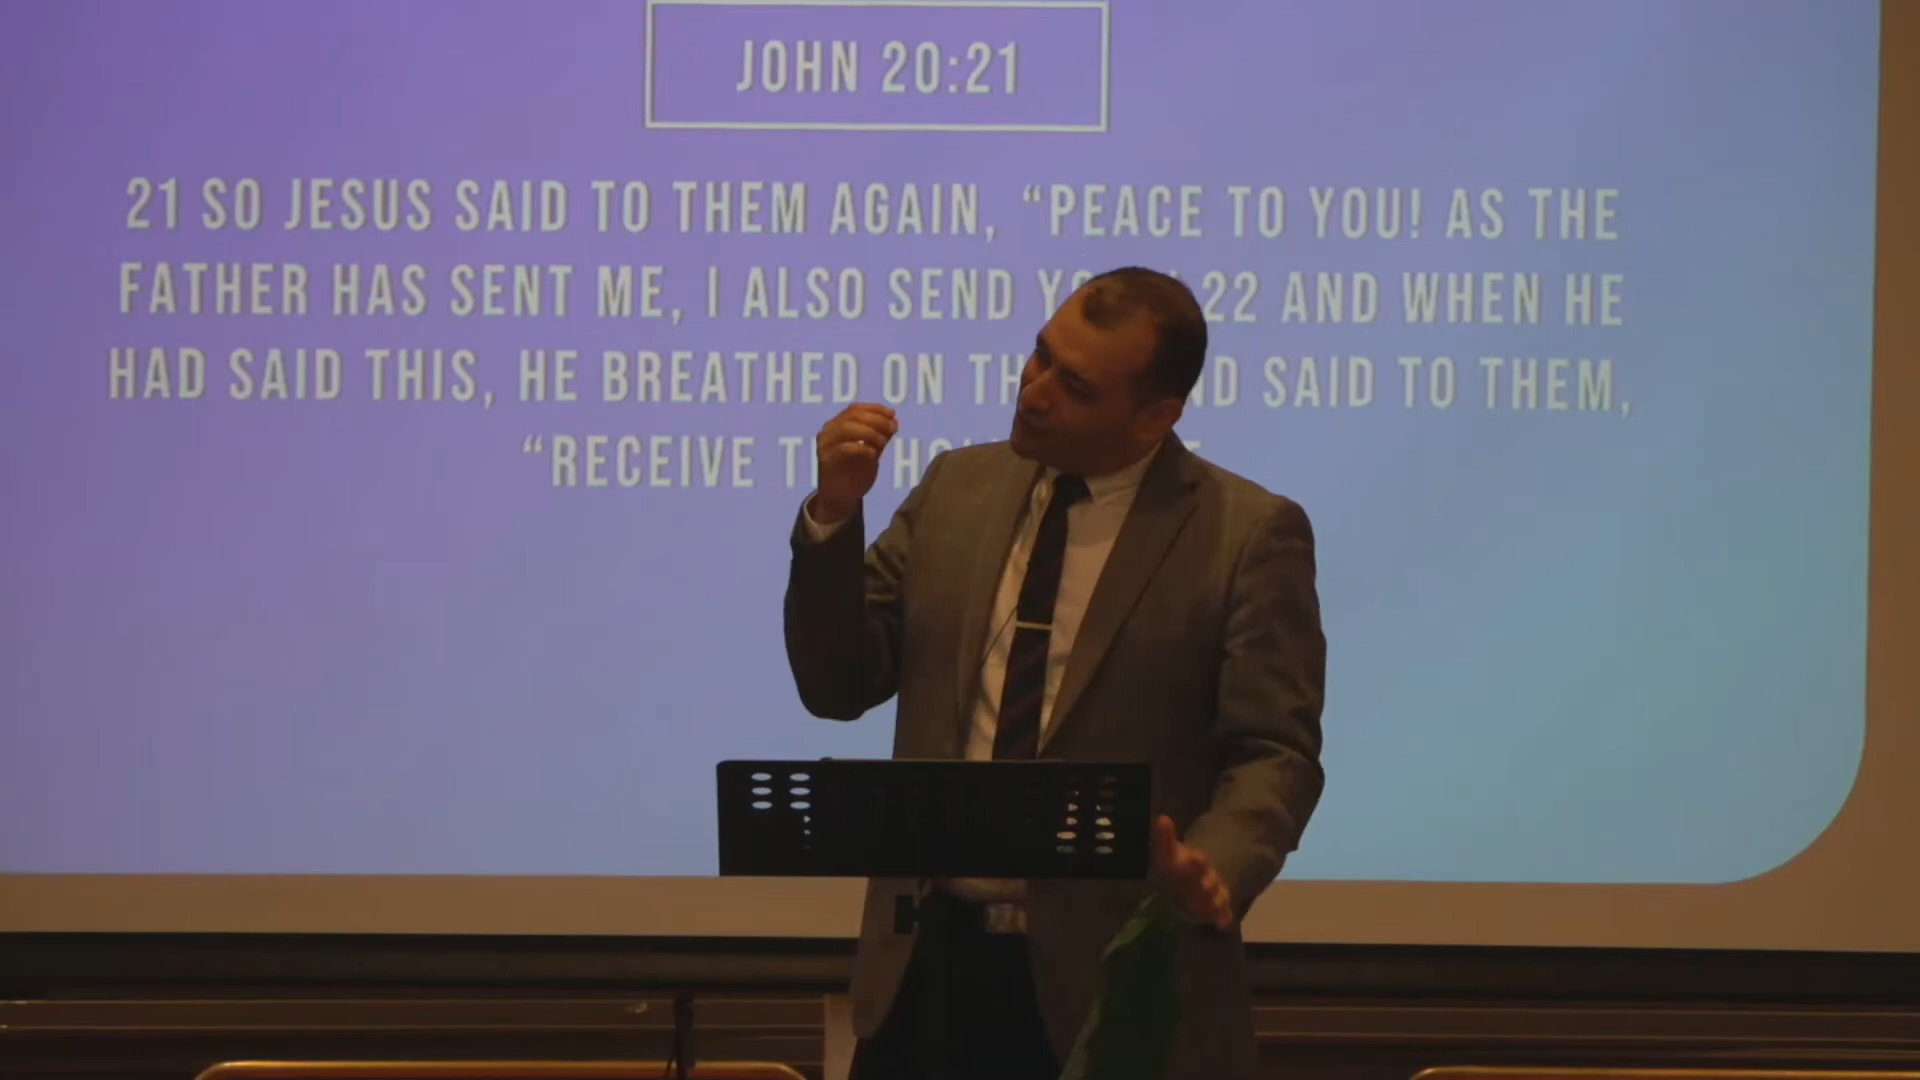 JOHN 20:21
21 SO JESUS SAID TO THEM AGAIN, “PEACE TO YOU! AS THE
FATHER HAS SENT ME, I ALSO SEND 22 AND WHEN HE
HAD SAID THIS, HE BREATHED ON AND SAID TO THEM,
“RECEIVE